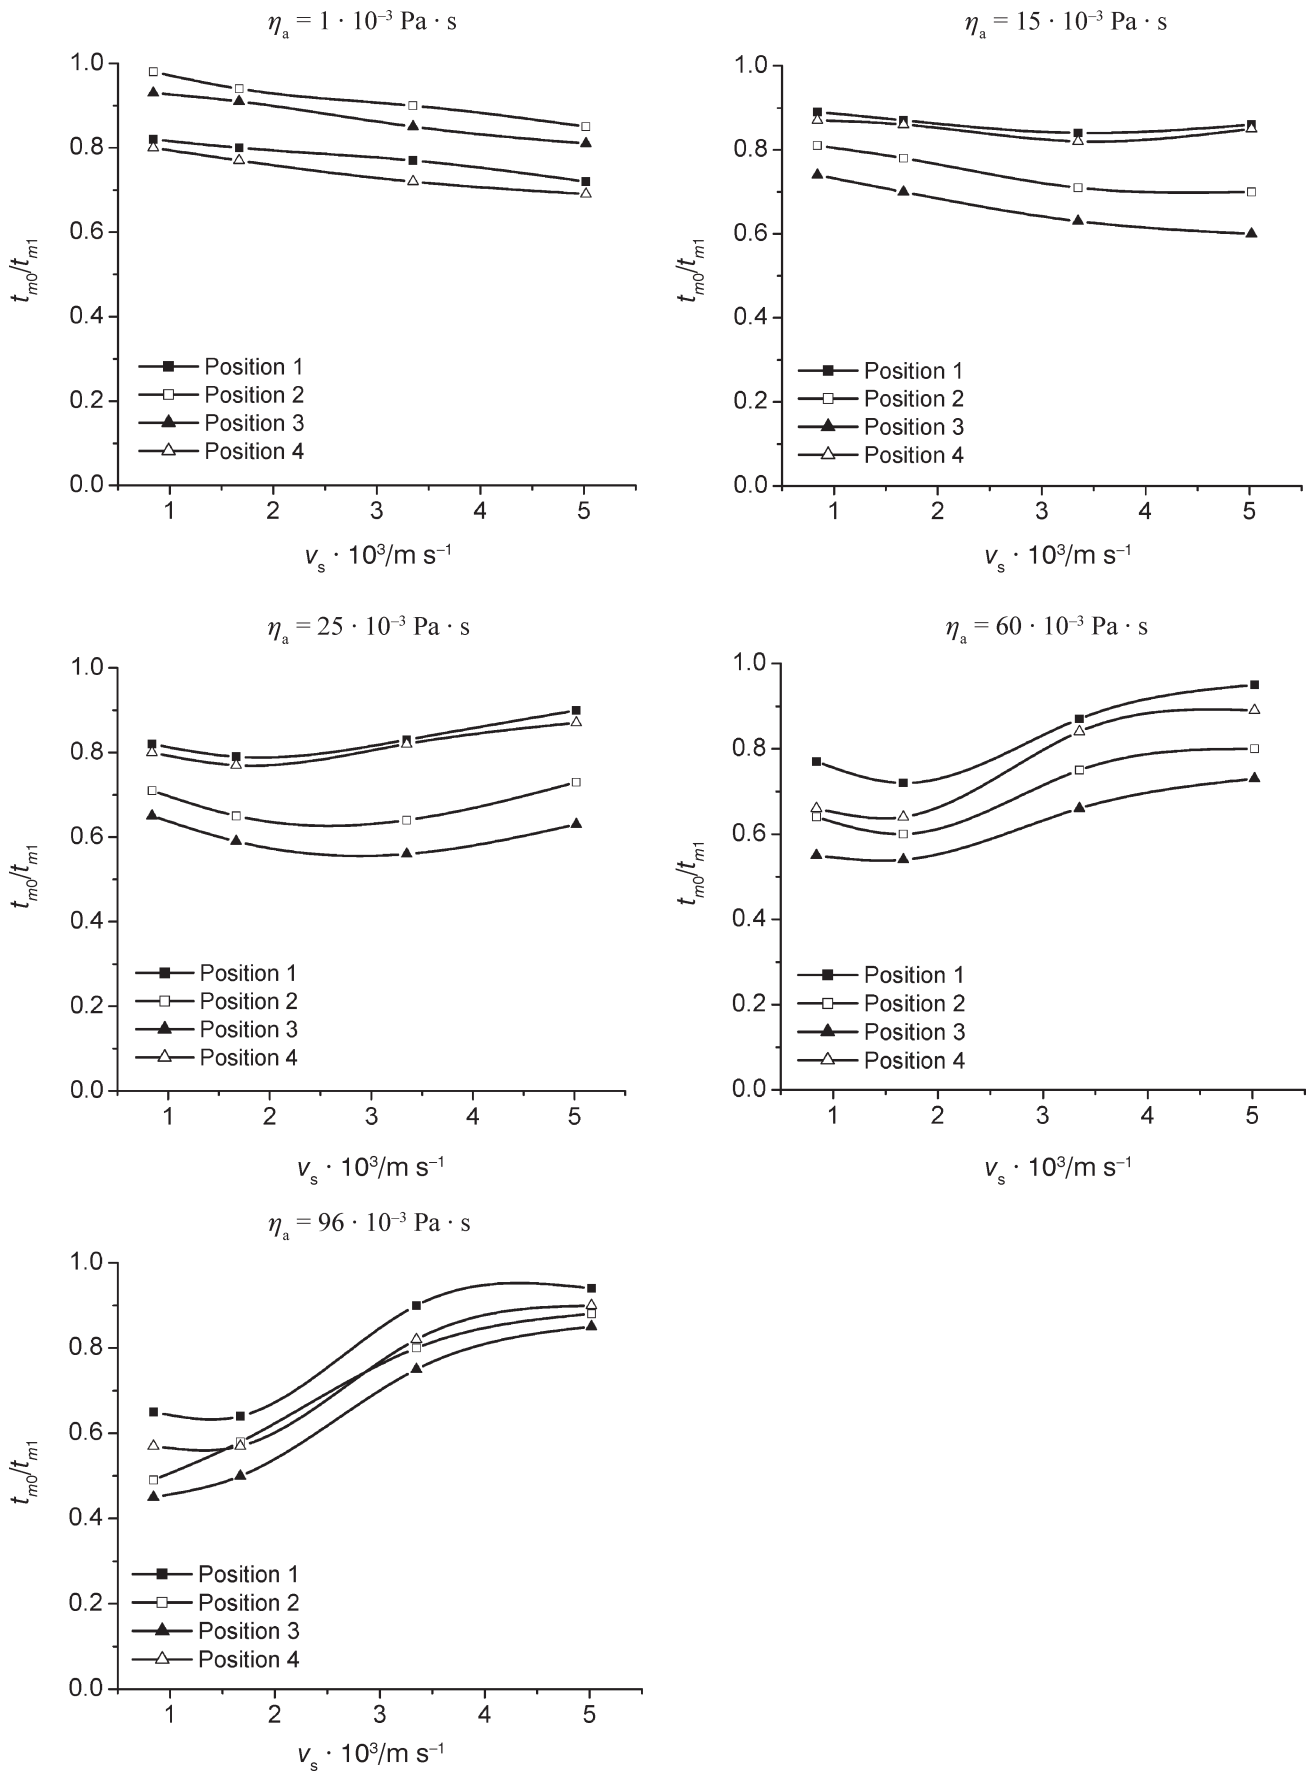 ηa = 1 · 10–3 Pa · s
1.0
0.8
0.6
0.4
0.2
0.0
tm0/tm1
Position 1
Position 2
Position 3
Position 4
1 2 3 4 5
vs · 103/m s–1
ηa = 15 · 10–3 Pa · s
1.0
0.8
0.6
0.4
0.2
0.0
tm0/tm1
Position 1
Position 2
Position 3
Position 4
1 2 3 4 5
vs · 103/m s–1
ηa = 25 · 10–3 Pa · s
1.0
0.8
0.6
0.4
0.2
0.0
tm0/tm1
Position 1
Position 2
Position 3
Position 4
1 2 3 4 5
vs · 103/m s–1
ηa = 60 · 10–3 Pa · s
1.0
0.8
0.6
0.4
0.2
0.0
tm0/tm1
Position 1
Position 2
Position 3
Position 4
1 2 3 4 5
vs · 103/m s–1
ηa = 96 · 10–3 Pa · s
1.0
0.8
0.6
0.4
0.2
0.0
tm0/tm1
Position 1
Position 2
Position 3
Position 4
1 2 3 4 5
vs · 103/m s–1